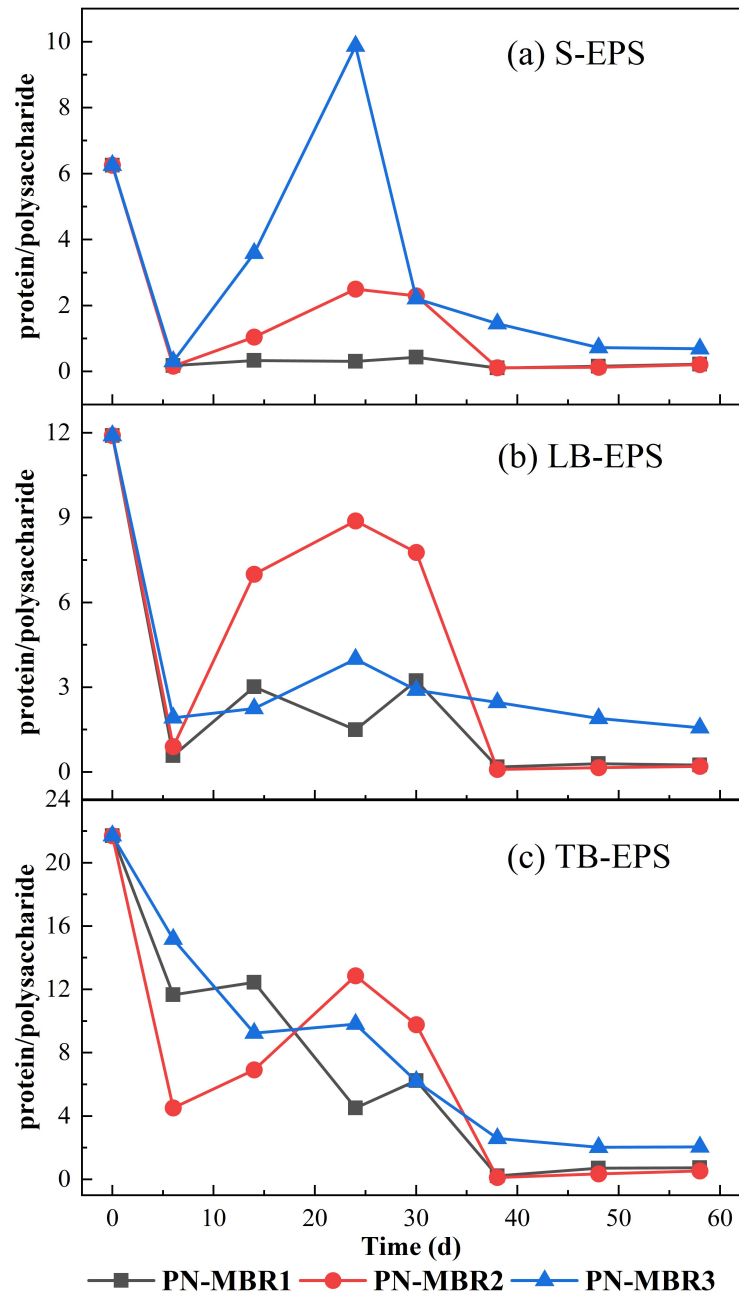 (a) S-EPS
10
8
6
4
2
0
protein/polysaccharide
(b) LB-EPS
12
9
6
3
0
protein/polysaccharide
(c) TB-EPS
24
20
16
12
8
4
0
protein/polysaccharide
0 10 20 30 40 50 60
Time (d)
PN-MBR1 PN-MBR2 PN-MBR3